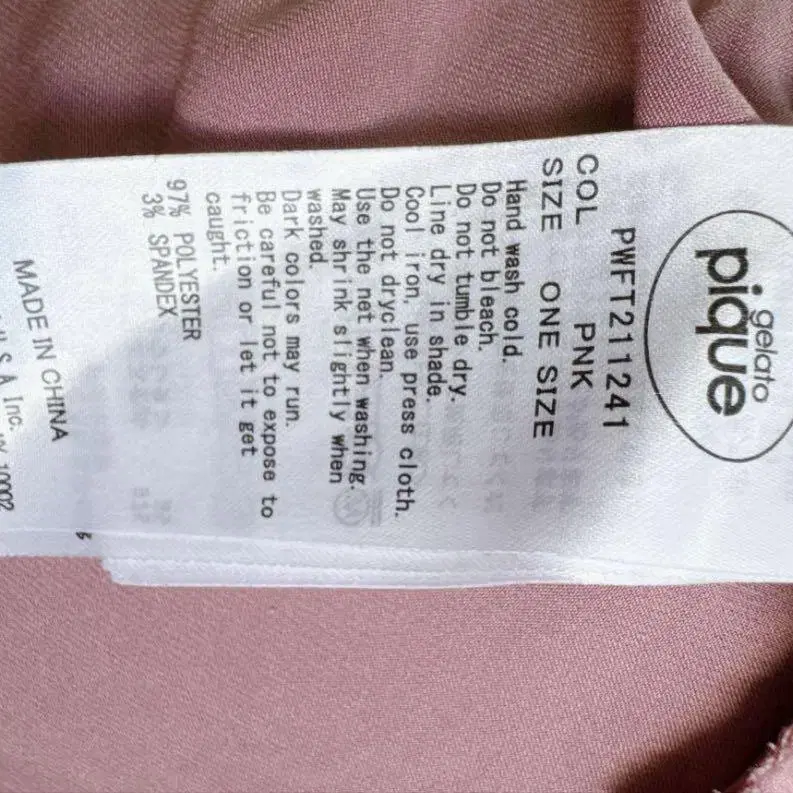 gelato
pique
PWFT211241
COL PNK
SIZE ONE SIZE
Hand wash cold.
Do not bleach.
Do not tumble dry.
Line dry in shade.
Cool iron, use press cloth.
Do not dryclean.
Use the net when washing.
May shrink slightly when
washed.
Dark colors may run.
Be careful not to expose to
friction or let it get
caught.
97% POLYESTER
3% SPANDEX
MADE IN CHINA
S.A Inc.
10002